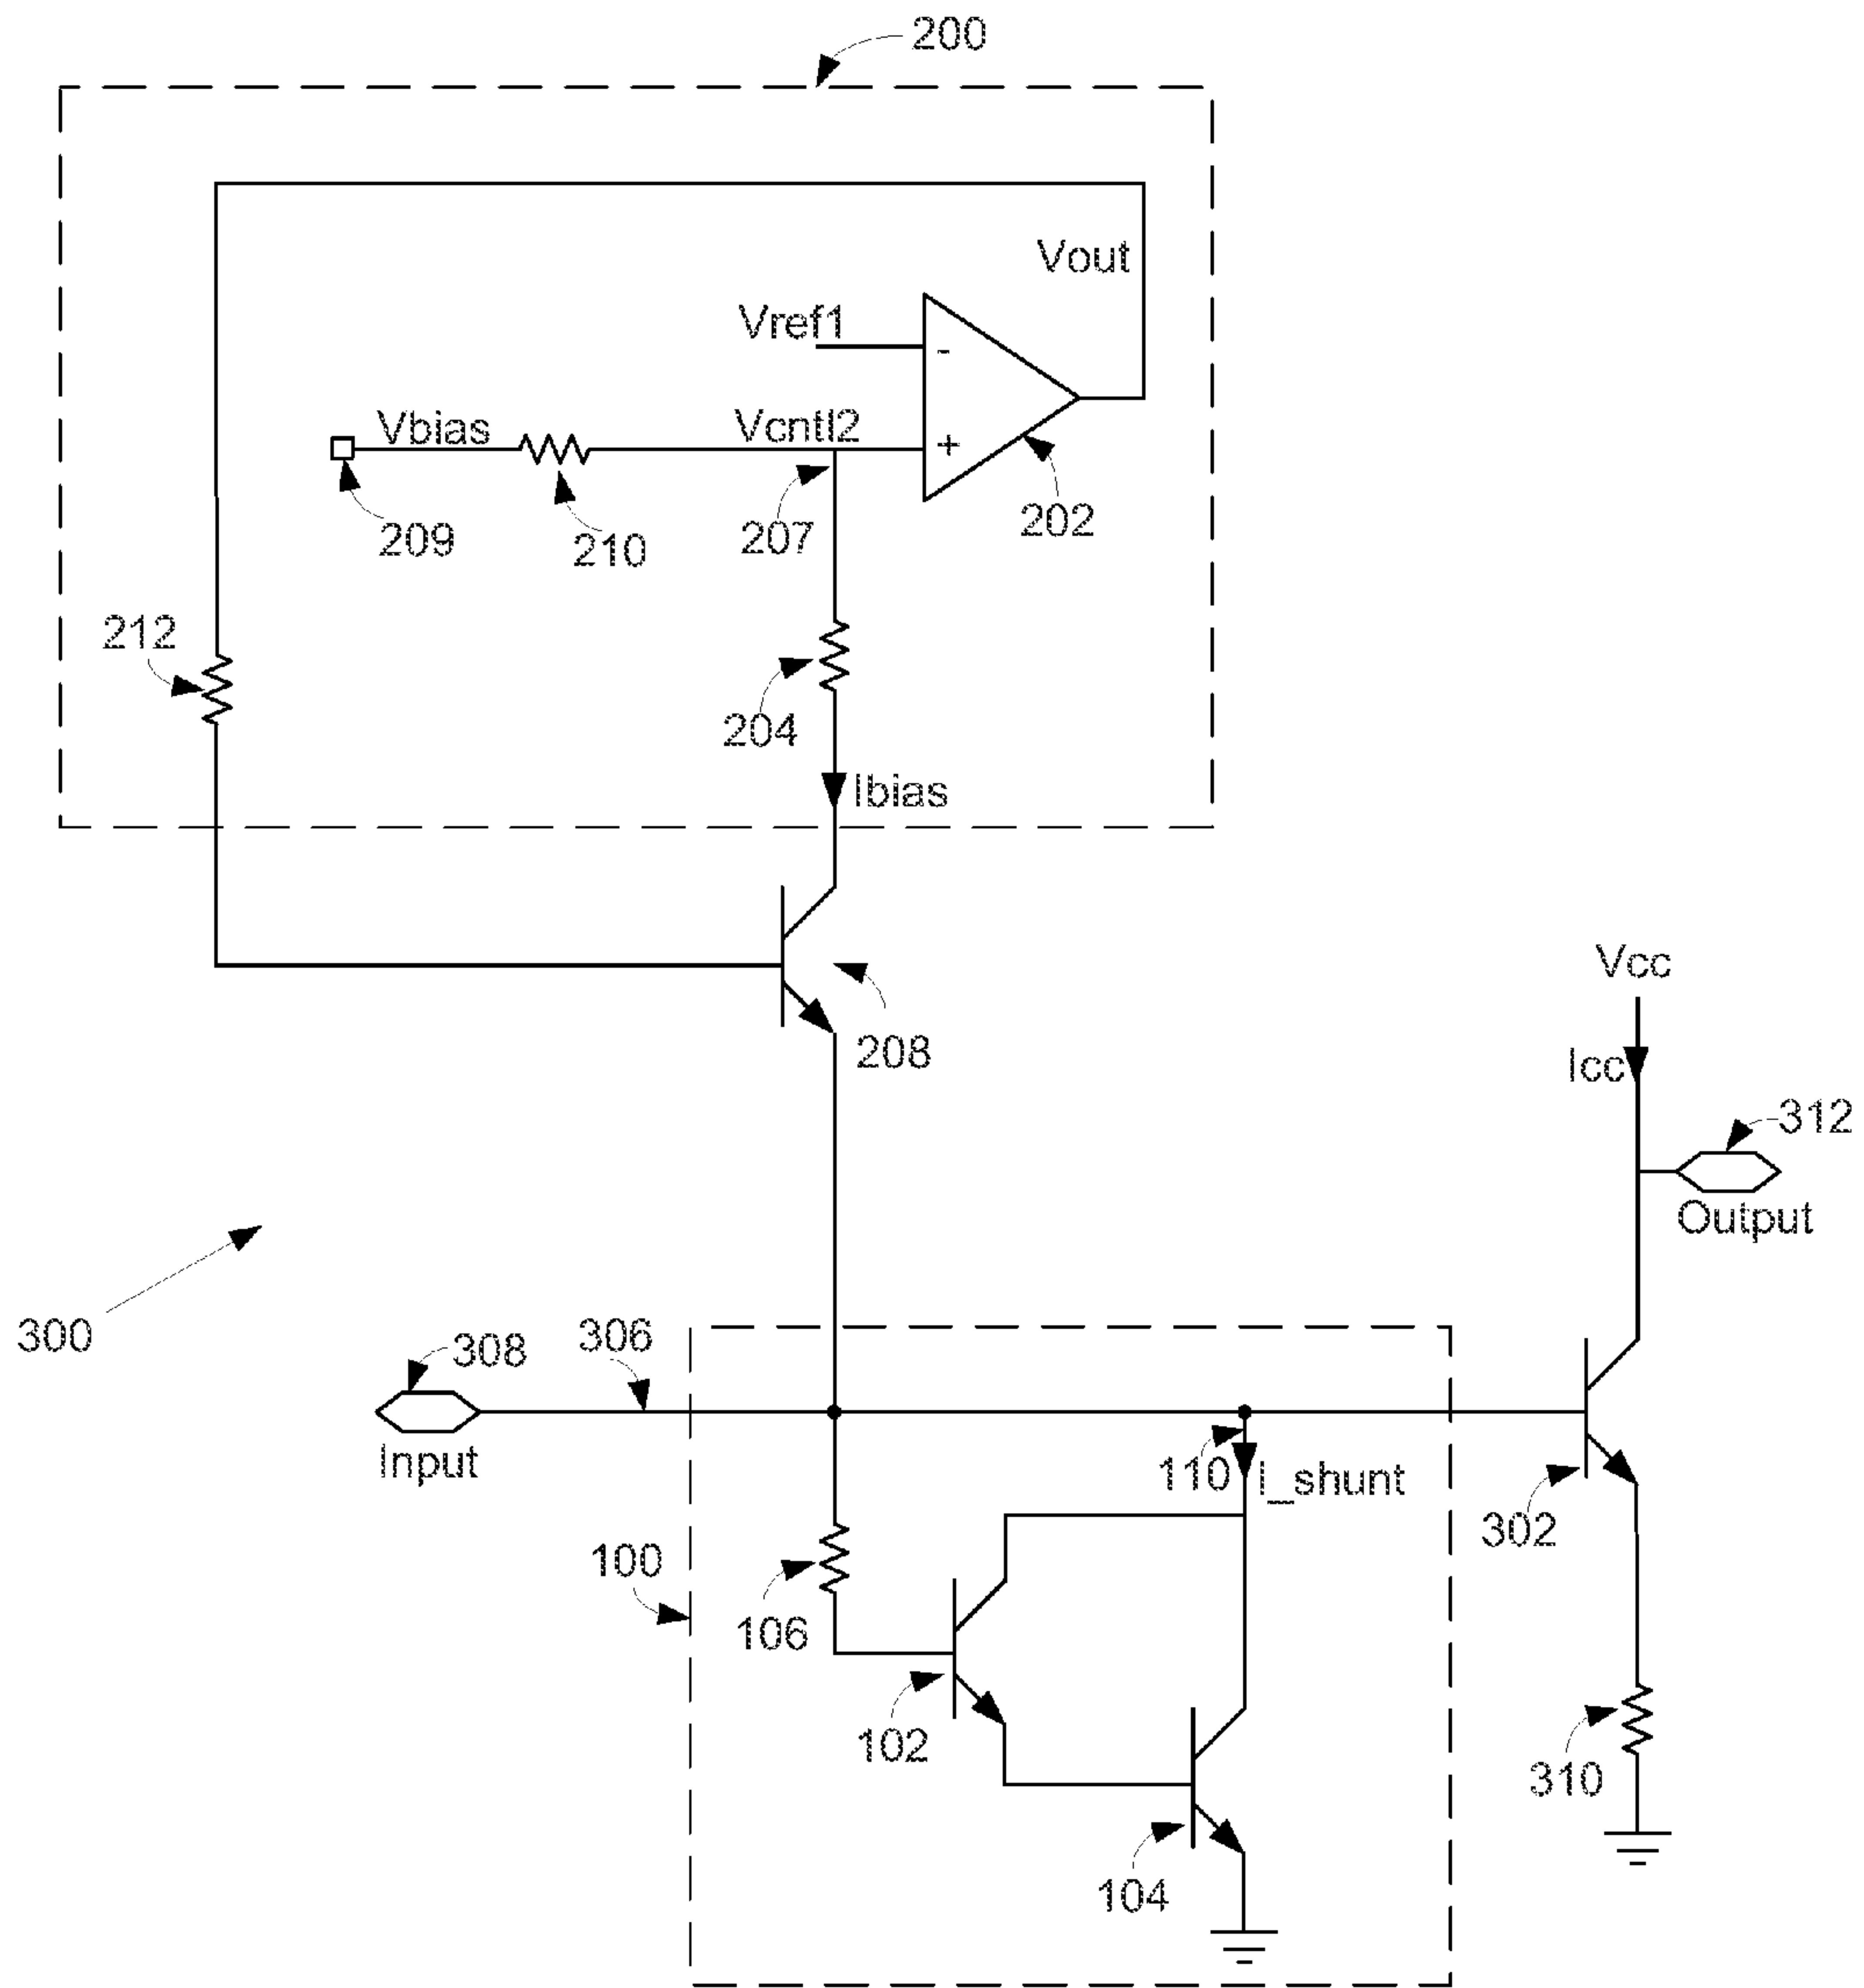 200
Vout
Vref1
-
Vbias
Vcntl2
+
209
210
207
202
212
204
Ibias
208
Vcc
Icc
312
Output
300
308
306
Input
110
I_shunt
302
100
106
102
310
104